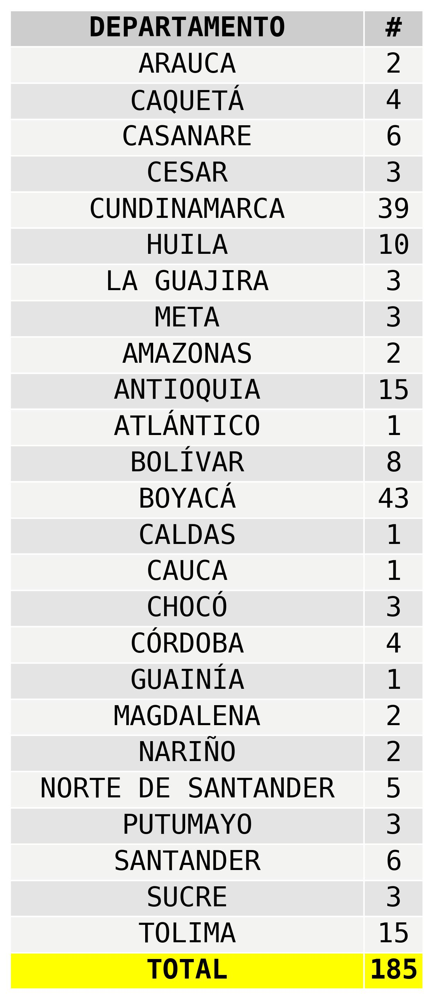 DEPARTAMENTO #
ARAUCA 2
CAQUETÁ 4
CASANARE 6
CESAR 3
CUNDINAMARCA 39
HUILA 10
LA GUAJIRA 3
META 3
AMAZONAS 2
ANTIOQUIA 15
ATLÁNTICO 1
BOLÍVAR 8
BOYACÁ 43
CALDAS 1
CAUCA 1
CHOCÓ 3
CÓRDOBA 4
GUAINÍA 1
MAGDALENA 2
NARIÑO 2
NORTE DE SANTANDER 5
PUTUMAYO 3
SANTANDER 6
SUCRE 3
TOLIMA 15
TOTAL 185